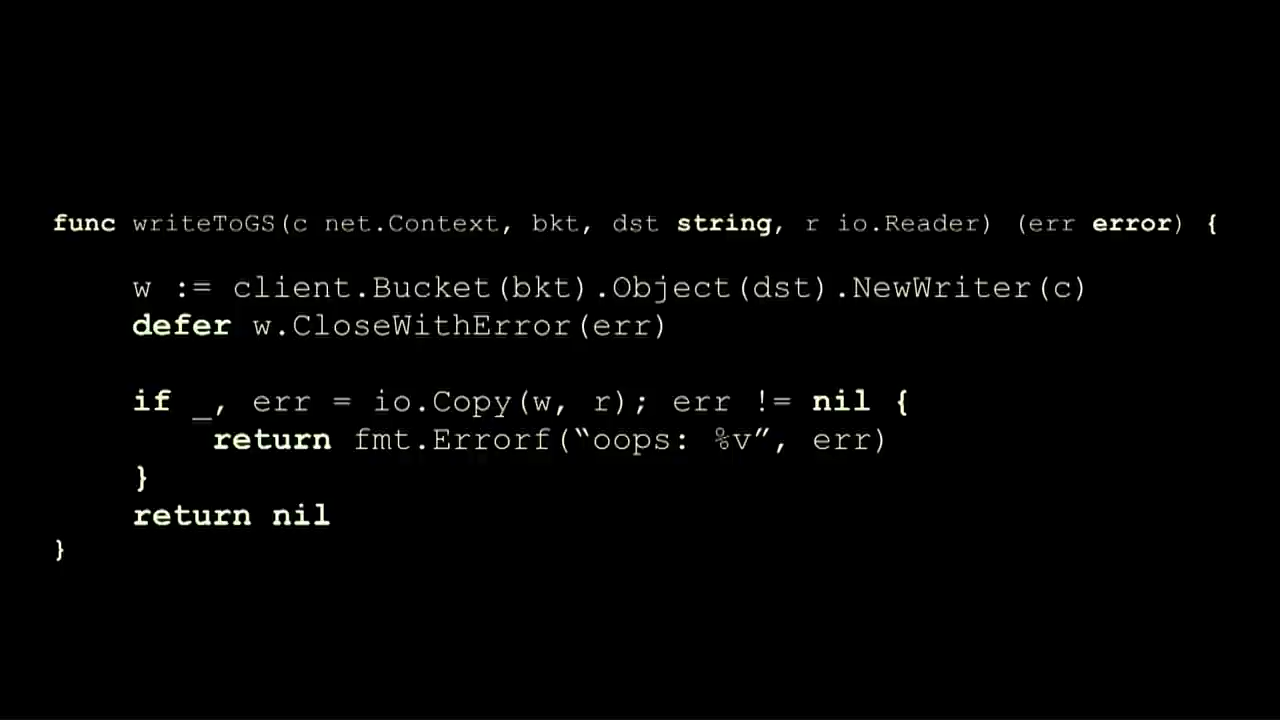 func writeToGS(c net.Context, bkt, dst string, r io.Reader) (err error) {
w := client.Bucket(bkt).Object(dst).NewWriter(c)
defer w.CloseWithError(err)
if _, err = io.Copy(w, r); err != nil {
return fmt.Errorf(“oops: %v”, err)
}
return nil
}